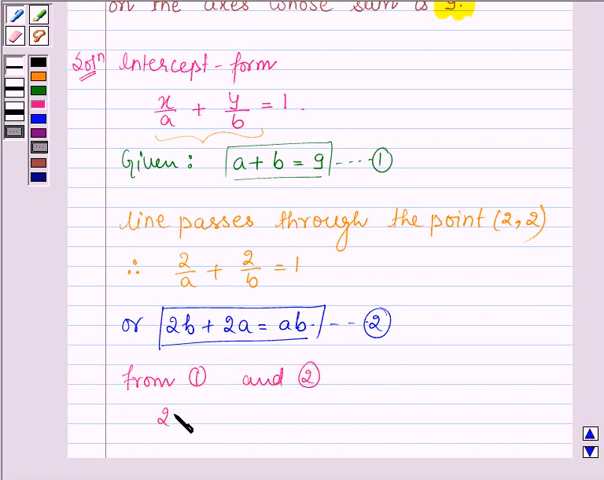 on the axes whose sum is 9.
Soln Intercept-form
x/a + y/b = 1.
Given: a + b = 9 ---- ①
line passes through the point (2,2)
∴ 2/a + 2/b = 1
or 2b + 2a = ab. --- ②
from ① and ②
2